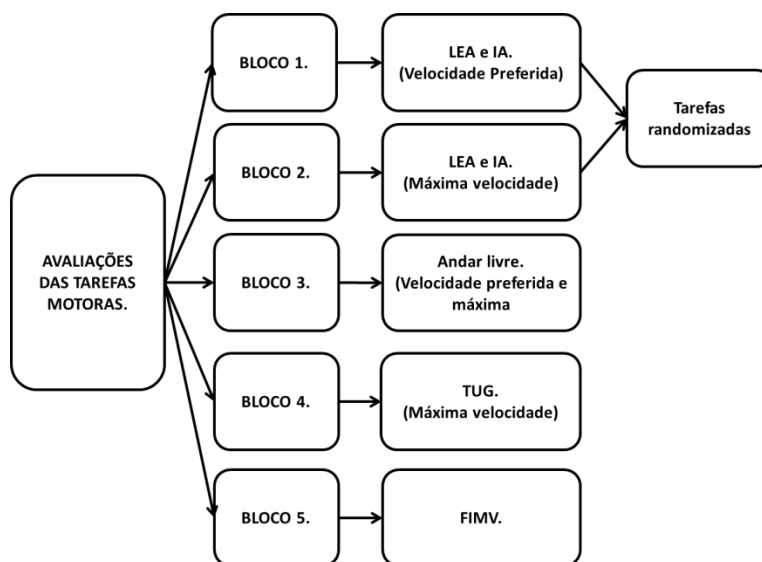 AVALIAÇÕES
DAS TAREFAS
MOTORAS.
BLOCO 1.
LEA e IA.
(Velocidade Preferida)
Tarefas
randomizadas
BLOCO 2.
LEA e IA.
(Máxima velocidade)
BLOCO 3.
Andar livre.
(Velocidade preferida e
máxima
BLOCO 4.
TUG.
(Máxima velocidade)
BLOCO 5.
FIMV.